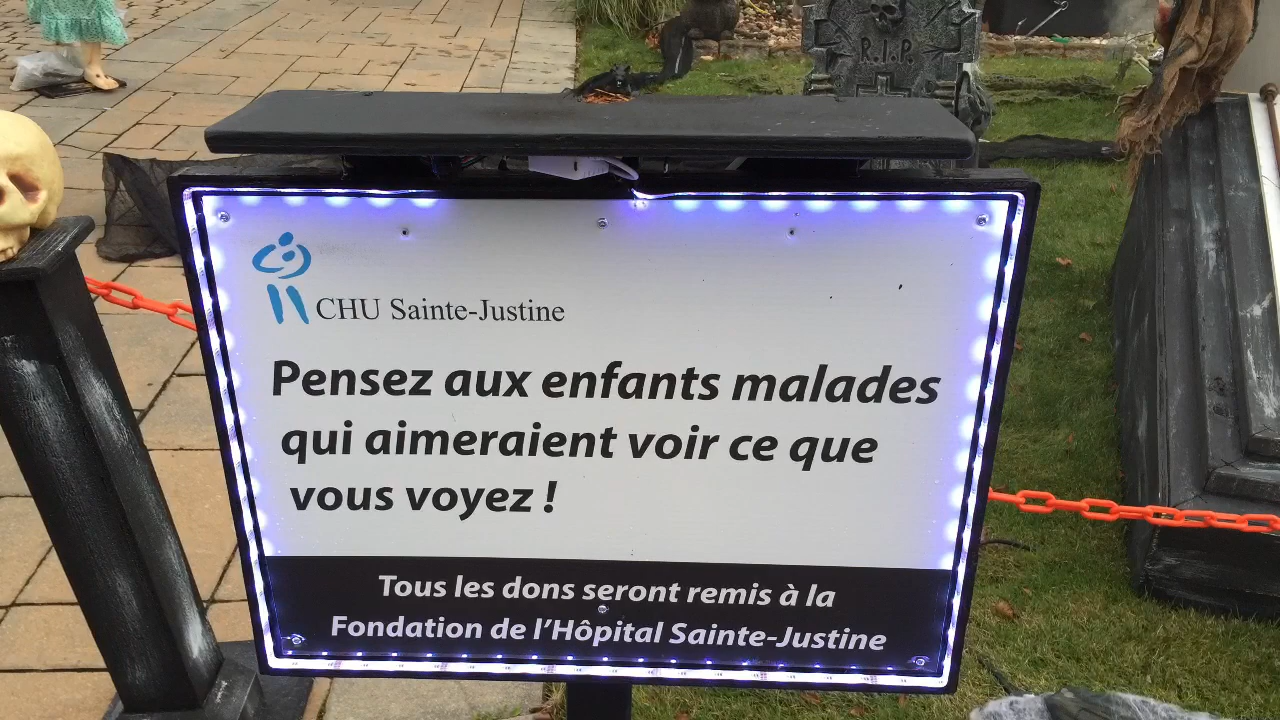 R.I.P.
CHU Sainte-Justine
Pensez aux enfants malades
qui aimeraient voir ce que
vous voyez !
Tous les dons seront remis à la
Fondation de l'Hôpital Sainte-Justine